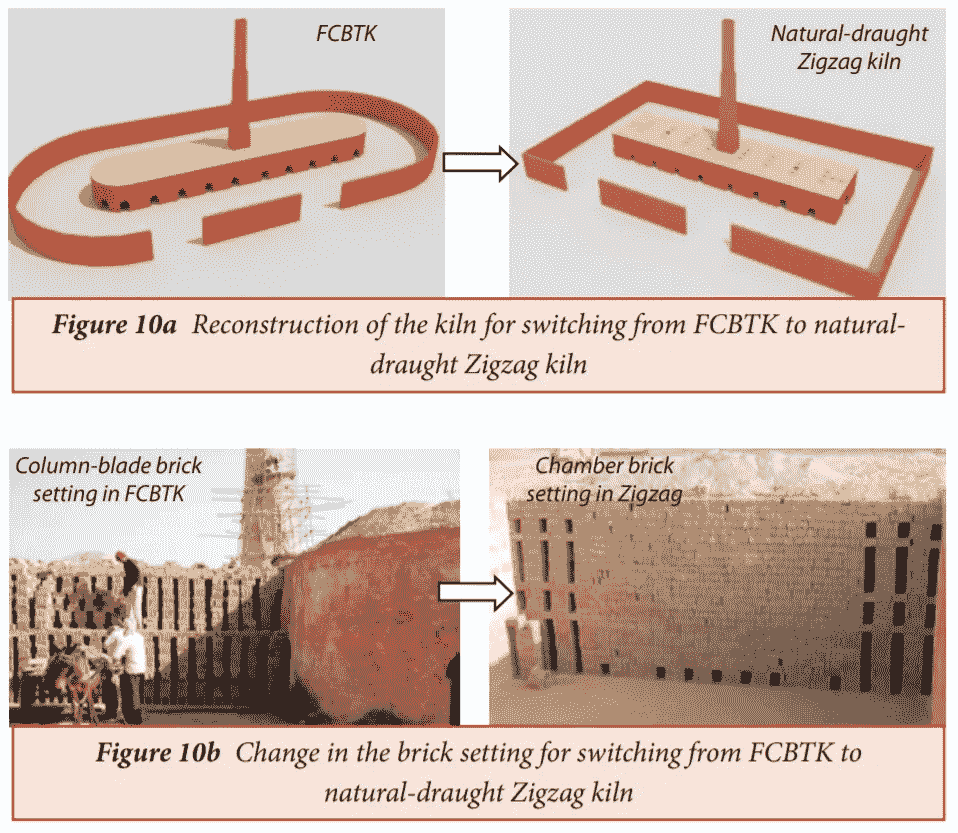 FCBTK
Natural-draught
Zigzag kiln
Figure 10a Reconstruction of the kiln for switching from FCBTK to natural-
draught Zigzag kiln
Column-blade brick
setting in FCBTK
Chamber brick
setting in Zigzag
Figure 10b Change in the brick setting for switching from FCBTK to
natural-draught Zigzag kiln